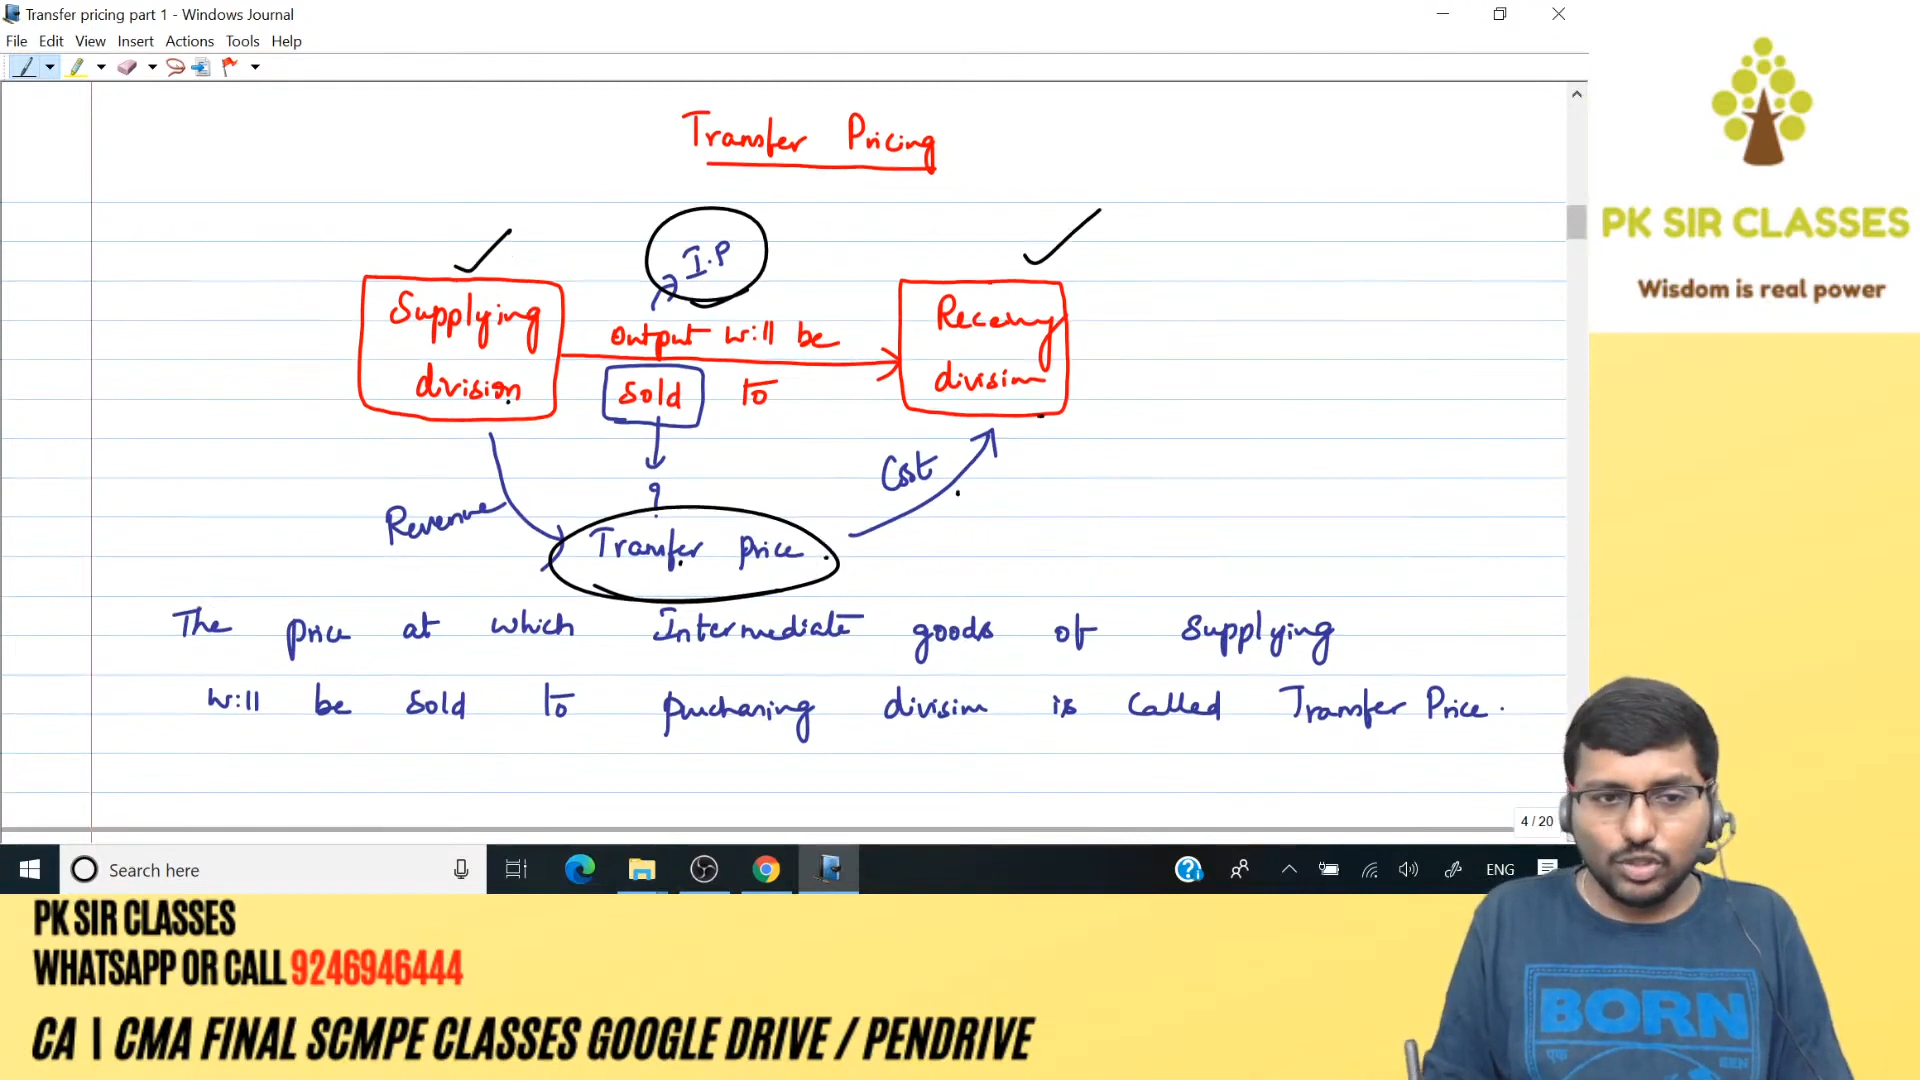 Transfer pricing part 1 - Windows Journal
File Edit View Insert Actions Tools Help
Transfer Pricing
I.P
Supplying
division
output will be
sold to
Receivng
division
Revenue
Cost
?
Transfer price
The price at which Intermediate goods of supplying
will be sold to puchasing division is called Transfer Price.
4 / 20
Search here
ENG
PK SIR CLASSES
Wisdom is real power
PK SIR CLASSES
WHATSAPP OR CALL 9246946444
CA \ CMA FINAL SCMPE CLASSES GOOGLE DRIVE / PENDRIVE
BORN